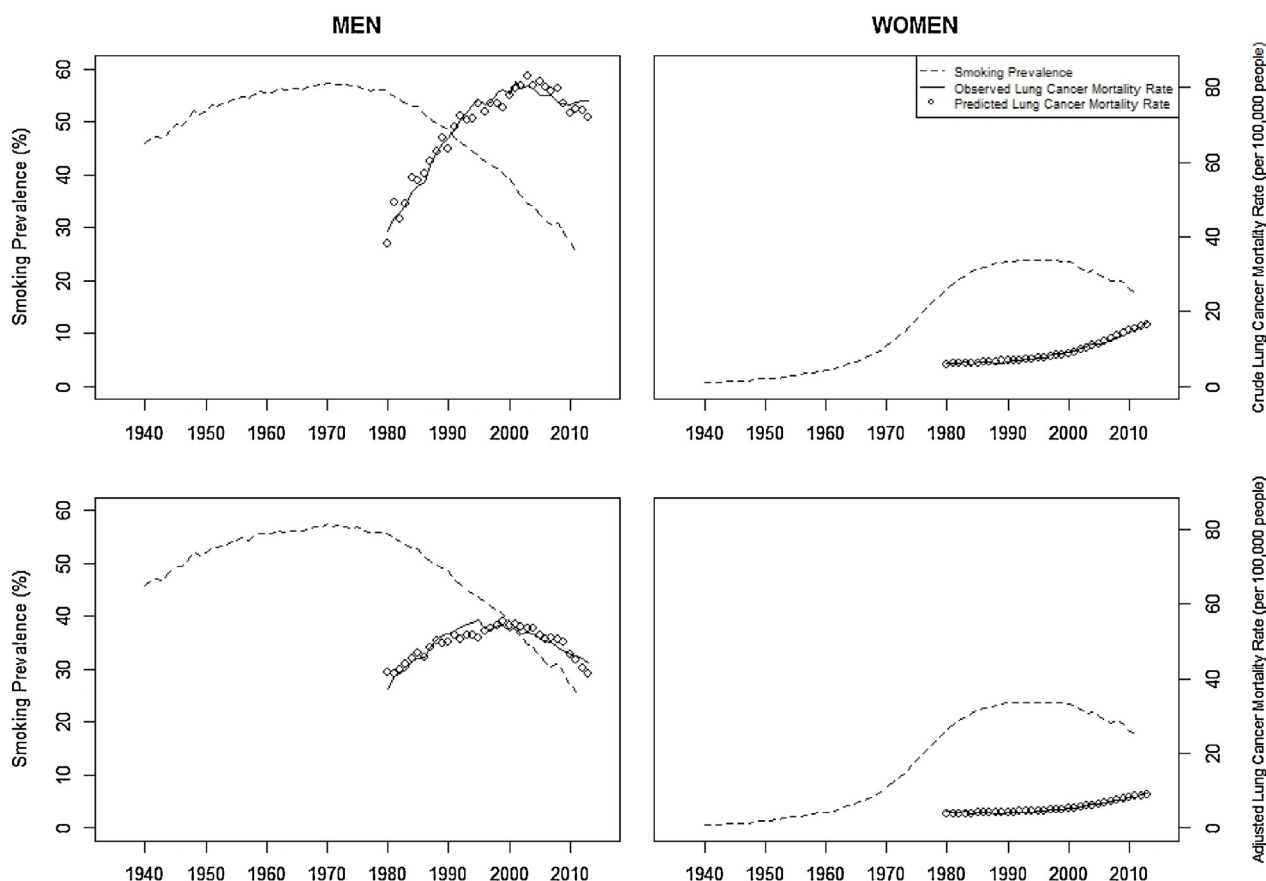 MEN
WOMEN
Smoking Prevalence (%)
60
50
40
30
20
10
0
1940 1950 1960 1970 1980 1990 2000 2010
Smoking Prevalence
Observed Lung Cancer Mortality Rate
Predicted Lung Cancer Mortality Rate
80
60
40
20
0
Crude Lung Cancer Mortality Rate (per 100,000 people)
1940 1950 1960 1970 1980 1990 2000 2010
Smoking Prevalence (%)
60
50
40
30
20
10
0
1940 1950 1960 1970 1980 1990 2000 2010
80
60
40
20
0
Adjusted Lung Cancer Mortality Rate (per 100,000 people)
1940 1950 1960 1970 1980 1990 2000 2010